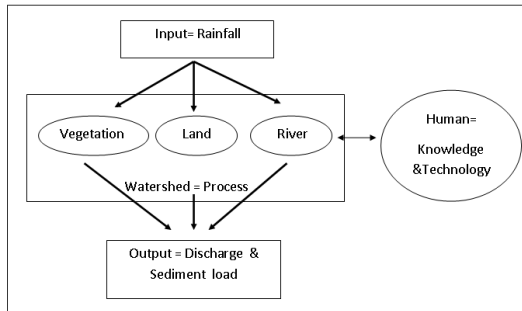 Input= Rainfall
Vegetation
Land
River
Human=
Knowledge
&Technology
Watershed = Process
Output = Discharge &
Sediment load